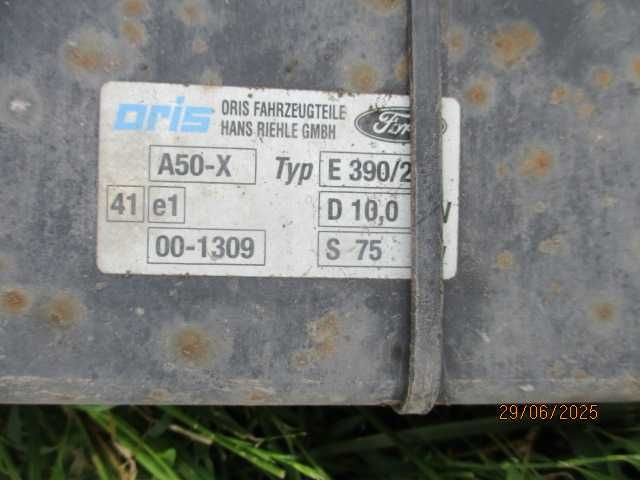 oris ORIS FAHRZEUGTEILE
HANS RIEHLE GMBH
Ford
A50-X Typ E 390/2
41 e1 D 10,0
00-1309 S 75
29/06/2025